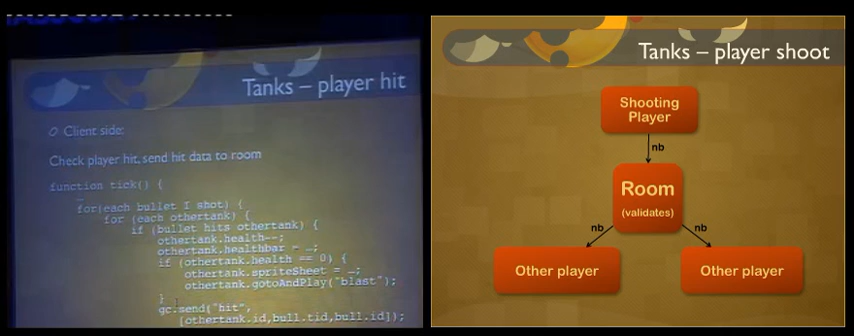 Tanks – player hit
Client side:
Check player hit, send hit data to room
function tick() {
for(each bullet I shot) {
for (each othertank) {
if (bullet hits othertank) {
othertank.health--;
othertank.healthbar = …;
if (othertank.health == 0) {
othertank.spriteSheet = …;
othertank.gotoAndPlay("blast");
}
gc.send("hit",
[othertank.id,bull.tid,bull.id]);
Tanks – player shoot
Shooting
Player
nb
Room
(validates)
nb
nb
Other player
Other player